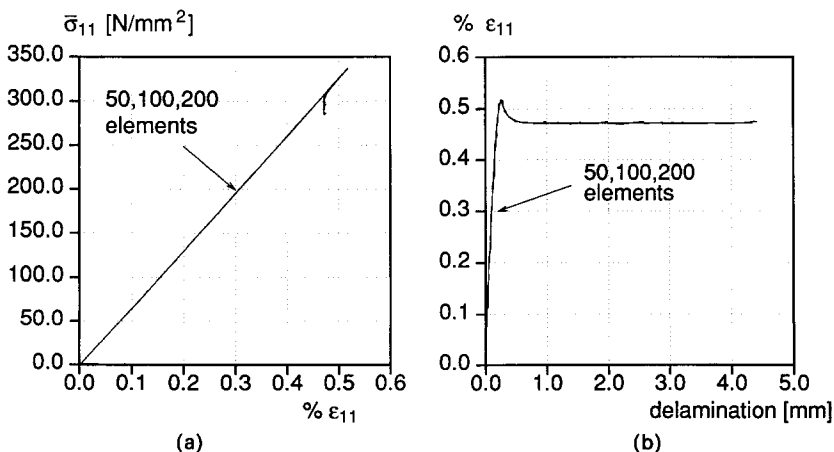 σ̄₁₁ [N/mm²]
350.0
300.0
250.0
200.0
150.0
100.0
50.0
0.0
50,100,200
elements
0.0 0.1 0.2 0.3 0.4 0.5 0.6
% ε₁₁
(a)
% ε₁₁
0.6
0.5
0.4
0.3
0.2
0.1
0.0
50,100,200
elements
0.0 1.0 2.0 3.0 4.0 5.0
delamination [mm]
(b)